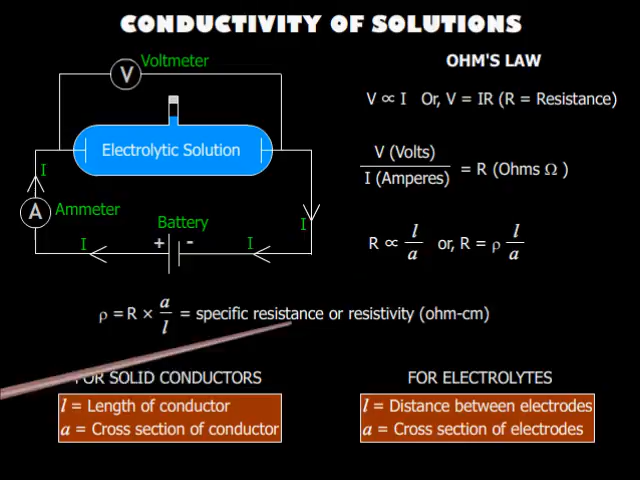 CONDUCTIVITY OF SOLUTIONS
Voltmeter
V
Electrolytic Solution
I
A
Ammeter
Battery
+ -
I
I
I
OHM'S LAW
V ∝ I Or, V = IR (R = Resistance)
V (Volts)
I (Amperes)
= R (Ohms Ω )
R ∝ l/a or, R = ρ l/a
ρ = R × a/l = specific resistance or resistivity (ohm-cm)
FOR SOLID CONDUCTORS
l = Length of conductor
a = Cross section of conductor
FOR ELECTROLYTES
l = Distance between electrodes
a = Cross section of electrodes